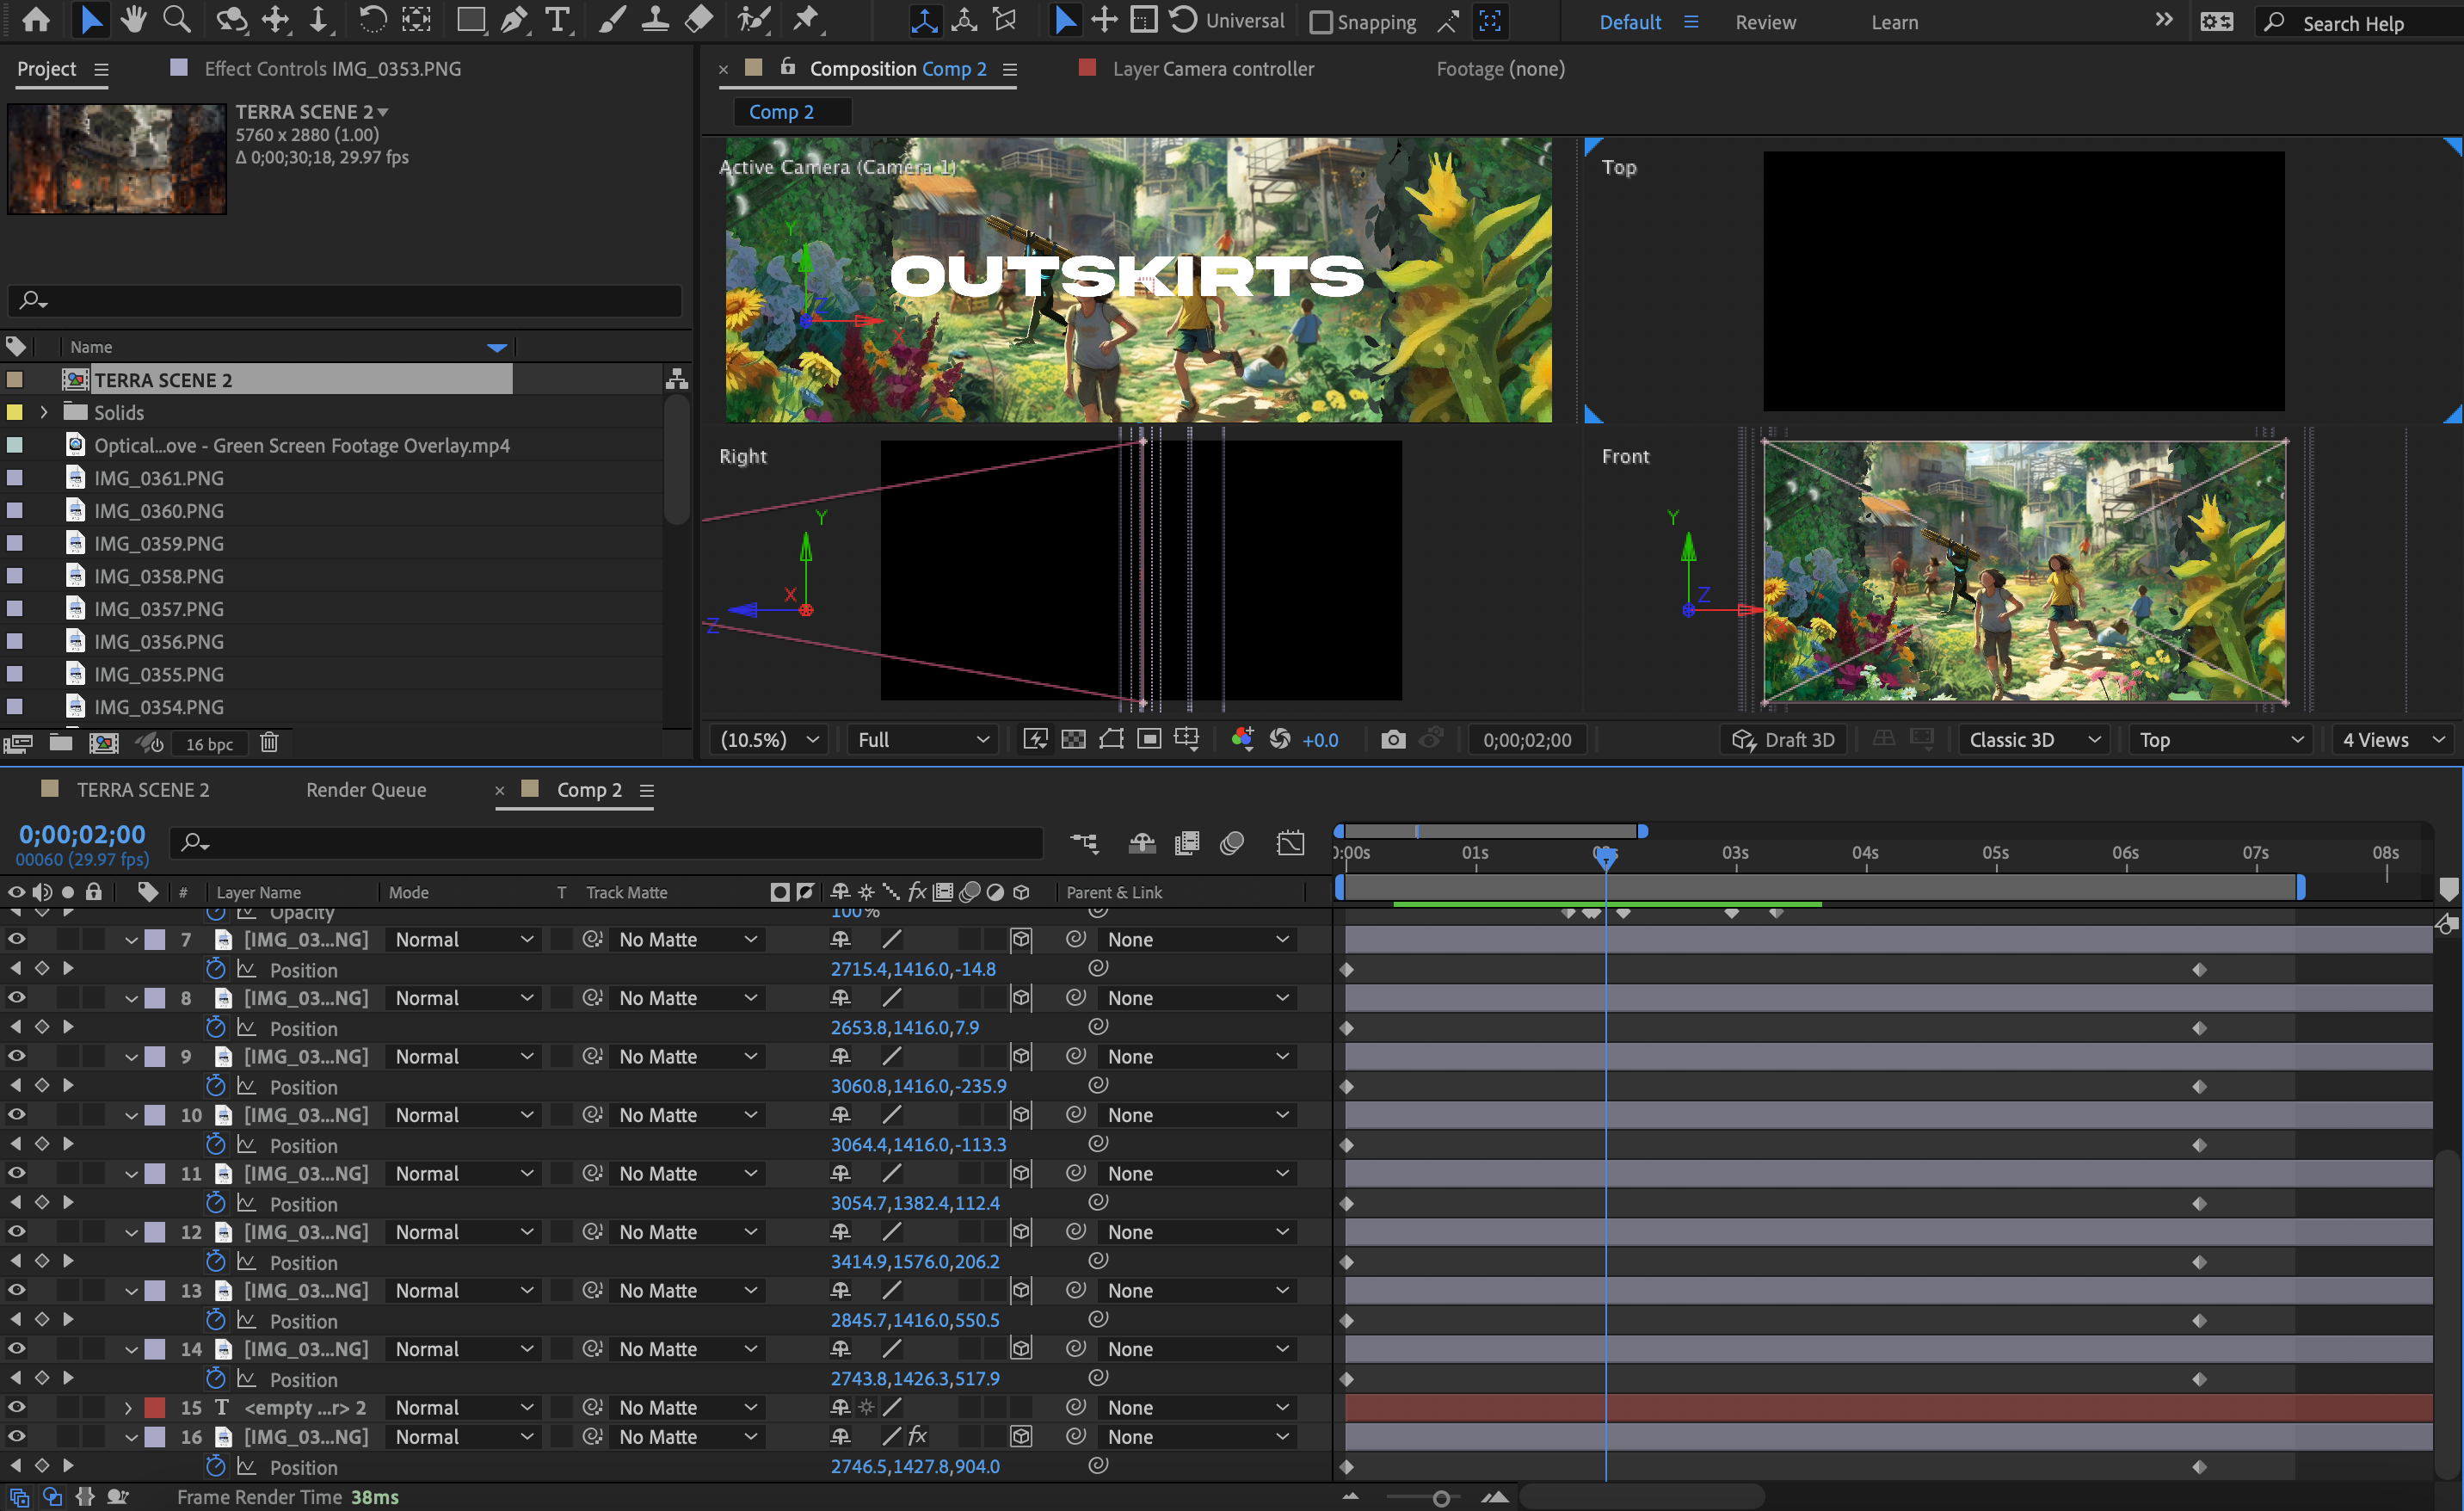 Universal Snapping Default Review Learn Search Help
Project Effect Controls IMG_0353.PNG
Composition Comp 2 Layer Camera controller Footage (none)
TERRA SCENE 2
5760 x 2880 (1.00)
Δ 0;00;30;18, 29.97 fps
Comp 2
Active Camera (Camera 1)
Top
OUTSKIRTS
Y
Z
X
Name
TERRA SCENE 2
Solids
Optical...ove - Green Screen Footage Overlay.mp4
IMG_0361.PNG
IMG_0360.PNG
IMG_0359.PNG
IMG_0358.PNG
IMG_0357.PNG
IMG_0356.PNG
IMG_0355.PNG
IMG_0354.PNG
Right
Y
X
Z
Front
Y
Z
16 bpc
(10.5%) Full +0.0 0;00;02;00 Draft 3D Classic 3D Top 4 Views
TERRA SCENE 2 Render Queue Comp 2
0;00;02;00
00060 (29.97 fps)
0:00s 01s 03s 04s 05s 06s 07s 08s
# Layer Name Mode T Track Matte fx Parent & Link
Opacity 100%
7 [IMG_03...NG] Normal No Matte None
Position 2715.4,1416.0,-14.8
8 [IMG_03...NG] Normal No Matte None
Position 2653.8,1416.0,7.9
9 [IMG_03...NG] Normal No Matte None
Position 3060.8,1416.0,-235.9
10 [IMG_03...NG] Normal No Matte None
Position 3064.4,1416.0,-113.3
11 [IMG_03...NG] Normal No Matte None
Position 3054.7,1382.4,112.4
12 [IMG_03...NG] Normal No Matte None
Position 3414.9,1576.0,206.2
13 [IMG_03...NG] Normal No Matte None
Position 2845.7,1416.0,550.5
14 [IMG_03...NG] Normal No Matte None
Position 2743.8,1426.3,517.9
15 T <empty ...r> 2 Normal No Matte None
16 [IMG_03...NG] Normal No Matte fx None
Position 2746.5,1427.8,904.0
Frame Render Time 38ms